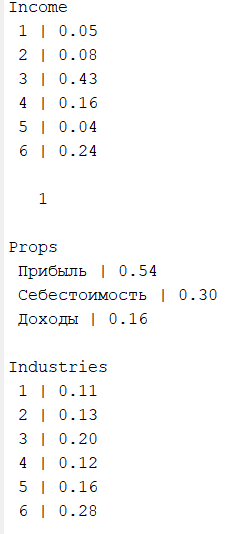 Income
1 | 0.05
2 | 0.08
3 | 0.43
4 | 0.16
5 | 0.04
6 | 0.24
1
Props
Прибыль | 0.54
Себестоимость | 0.30
Доходы | 0.16
Industries
1 | 0.11
2 | 0.13
3 | 0.20
4 | 0.12
5 | 0.16
6 | 0.28